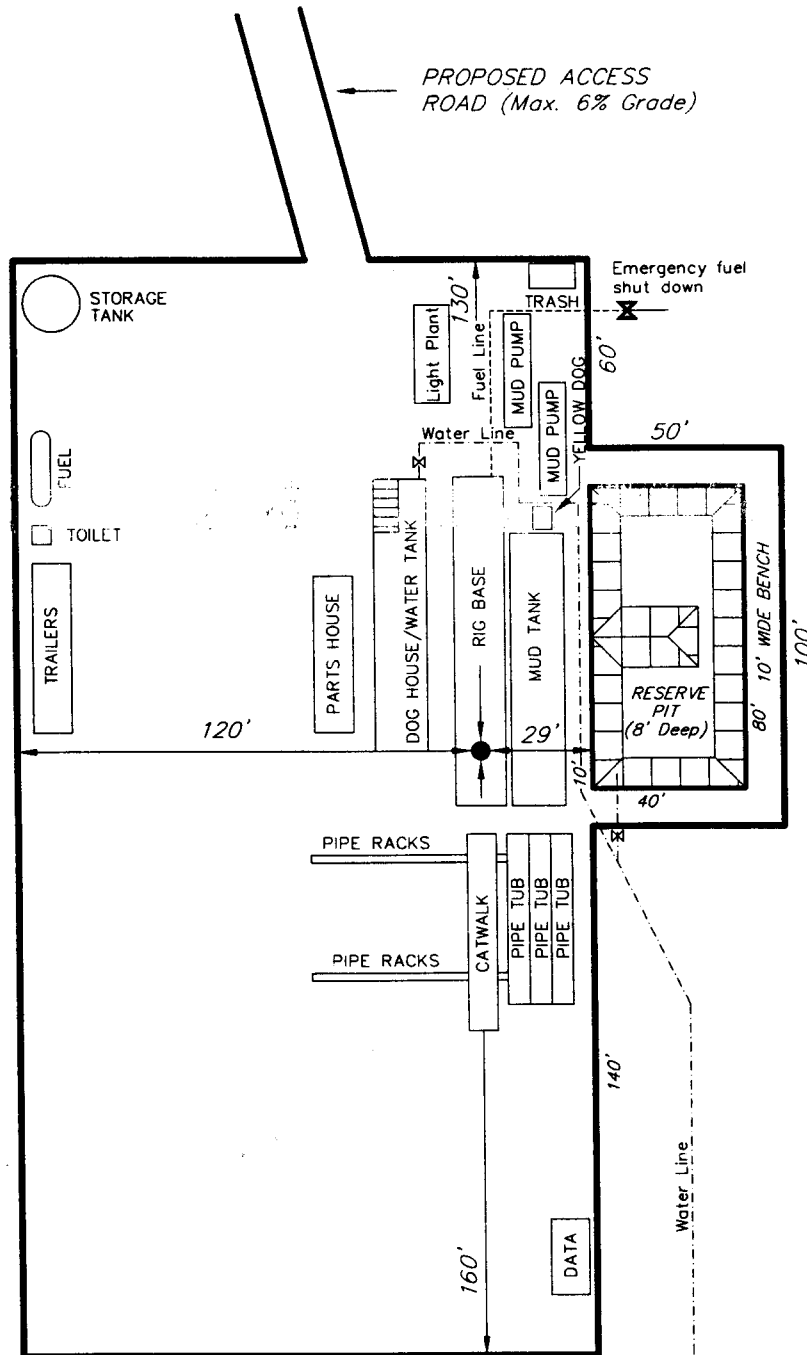 PROPOSED ACCESS
ROAD (Max. 6% Grade)
STORAGE
TANK
130'
TRASH
Emergency fuel
shut down
Light Plant
Fuel Line
MUD PUMP
60'
MUD PUMP
YELLOW DOG
Water Line
50'
FUEL
TOILET
TRAILERS
PARTS HOUSE
DOG HOUSE/WATER TANK
RIG BASE
MUD TANK
RESERVE
PIT
(8' Deep)
80'
10' WIDE BENCH
100'
120'
29'
10'
40'
PIPE RACKS
CATWALK
PIPE TUB
PIPE TUB
PIPE TUB
PIPE RACKS
140'
Water Line
160'
DATA